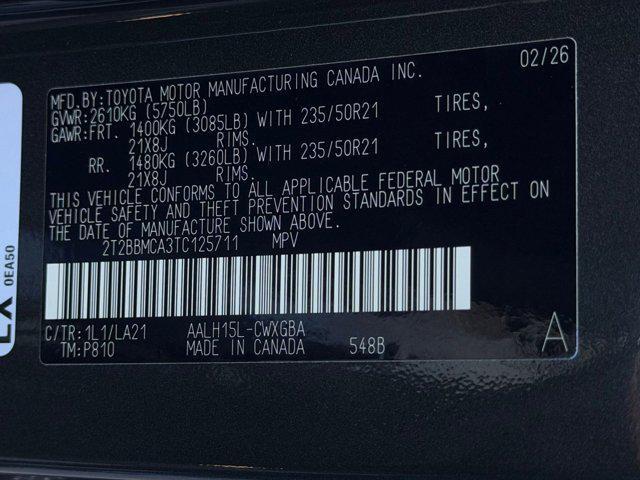 02/26
MFD.BY:TOYOTA MOTOR MANUFACTURING CANADA INC.
GVWR:2610KG (5750LB)
GAWR:FRT. 1400KG (3085LB) WITH 235/50R21 TIRES,
21X8J RIMS.
RR. 1480KG (3260LB) WITH 235/50R21 TIRES,
21X8J RIMS.
THIS VEHICLE CONFORMS TO ALL APPLICABLE FEDERAL MOTOR
VEHICLE SAFETY AND THEFT PREVENTION STANDARDS IN EFFECT ON
THE DATE OF MANUFACTURE SHOWN ABOVE.
2T2BBMCA3TC125711 MPV
C/TR:1L1/LA21 AALH15L-CWXGBA
TM:P810 MADE IN CANADA 548B A
0EA50